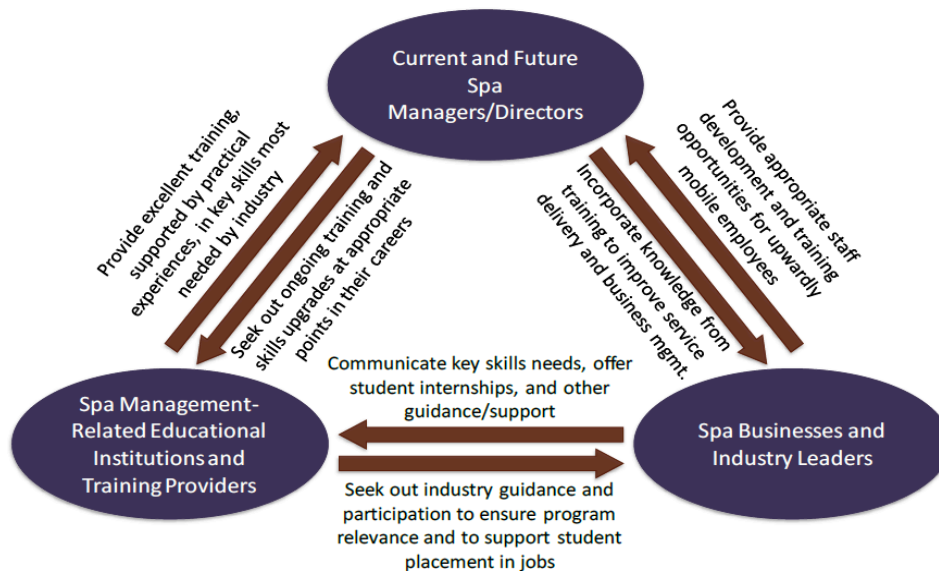 Current and Future
Spa
Managers/Directors
Provide excellent training,
supported by practical
experiences, in key skills most
needed by industry
Seek out ongoing training and
skills upgrades at appropriate
points in their careers
Incorporate knowledge from
training to improve service
delivery and business mgmt.
Provide appropriate staff
development and training
opportunities for upwardly
mobile employees
Communicate key skills needs, offer
student internships, and other
guidance/support
Spa Management-
Related Educational
Institutions and
Training Providers
Spa Businesses and
Industry Leaders
Seek out industry guidance and
participation to ensure program
relevance and to support student
placement in jobs